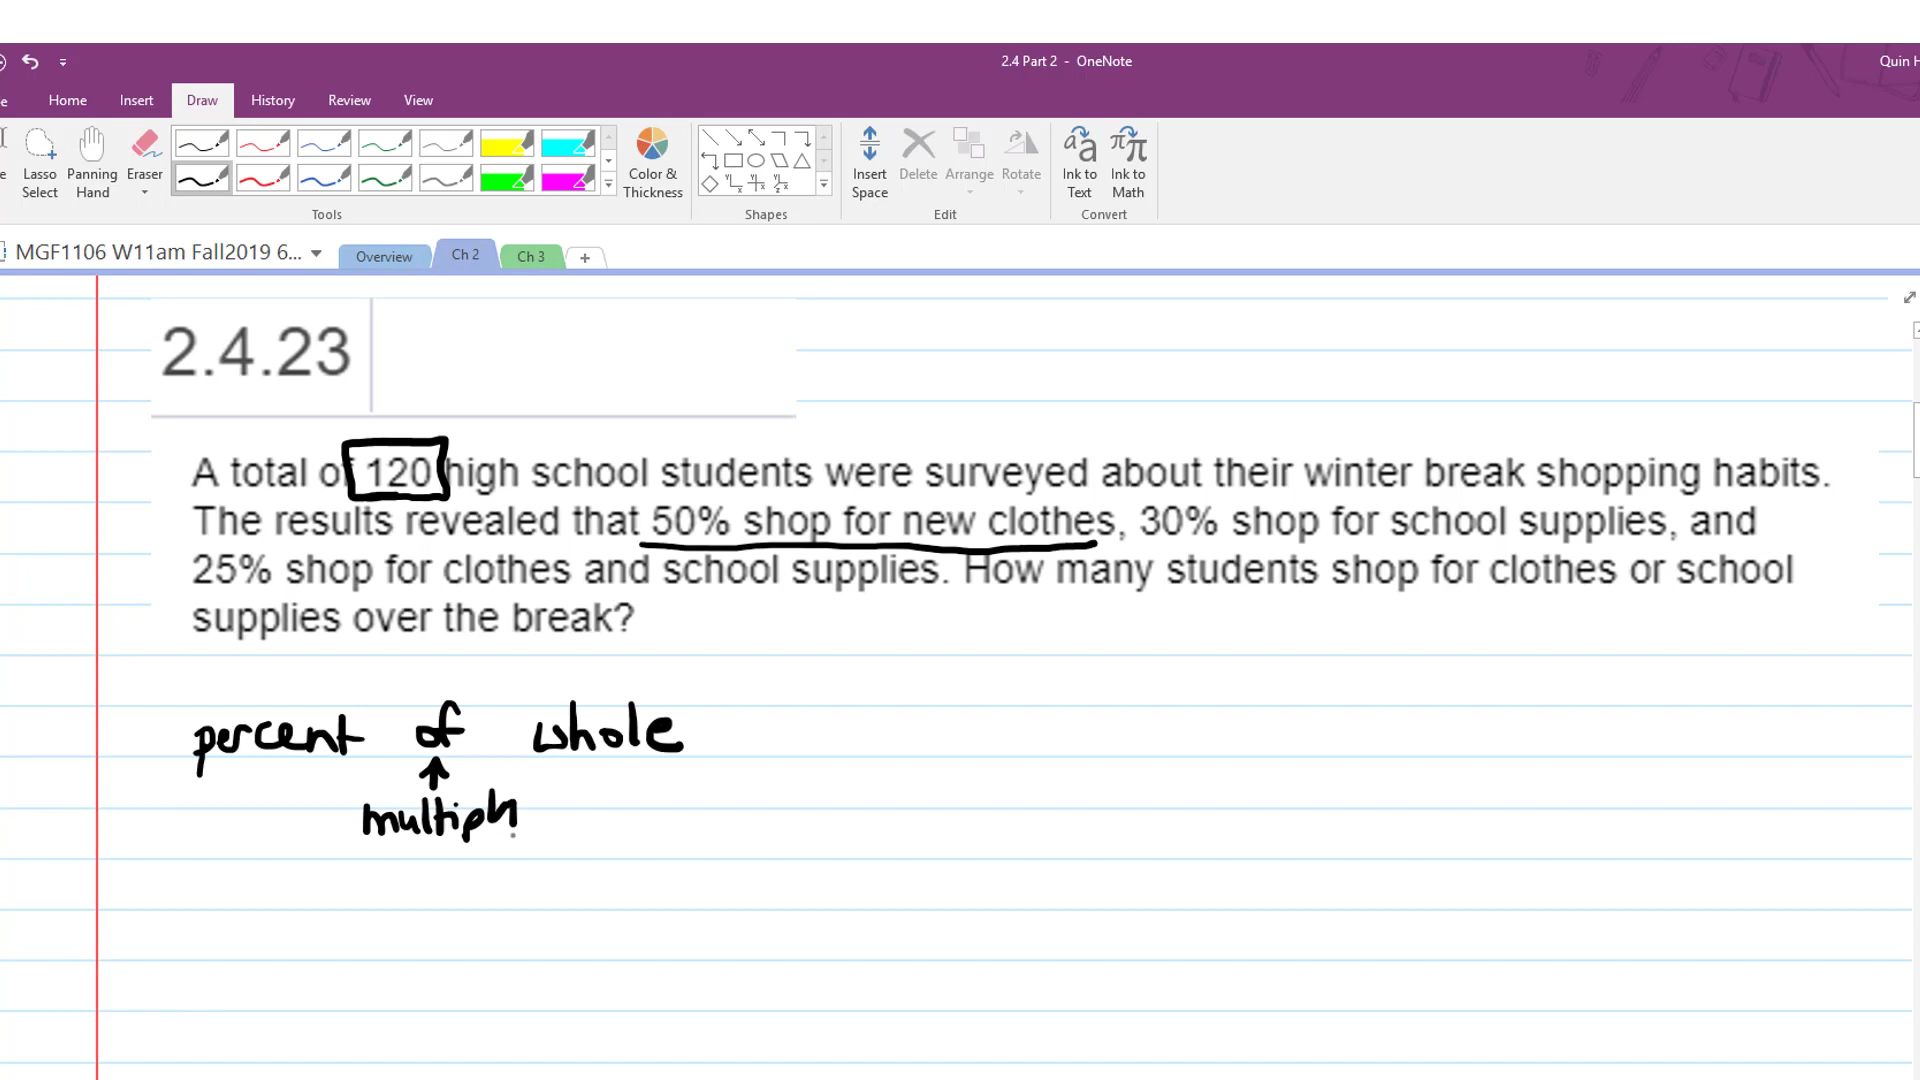 2.4 Part 2 - OneNote
Quin H
Home Insert Draw History Review View
Lasso Select
Panning Hand
Eraser
Color & Thickness
Insert Space
Delete
Arrange
Rotate
Ink to Text
Ink to Math
Tools
Shapes
Edit
Convert
MGF1106 W11am Fall2019 6...
Overview
Ch 2
Ch 3
2.4.23
A total of 120 high school students were surveyed about their winter break shopping habits.
The results revealed that 50% shop for new clothes, 30% shop for school supplies, and
25% shop for clothes and school supplies. How many students shop for clothes or school
supplies over the break?
percent of whole